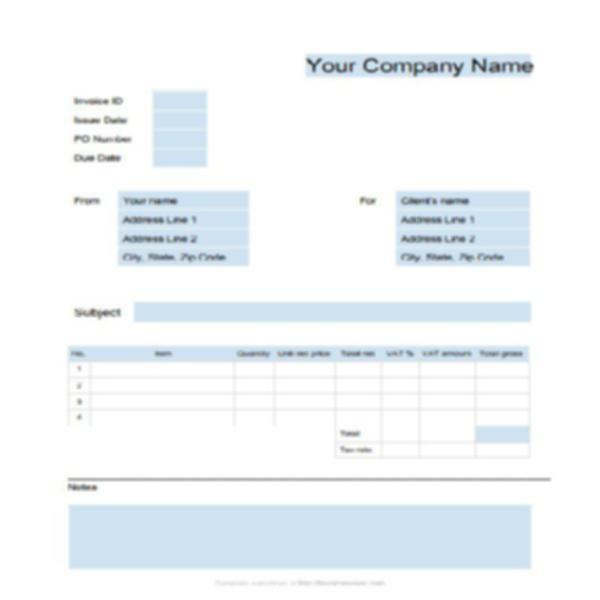 Your Company Name
Invoice ID
Issue Date
PO Number
Due Date
From Your name For Client's name
Address Line 1 Address Line 1
Address Line 2 Address Line 2
City, State, Zip Code City, State, Zip Code
Subject
No. Item Quantity Unit net price Total net VAT % VAT amount Total gross
1
2
3
4
Total
Tax rate
Notes